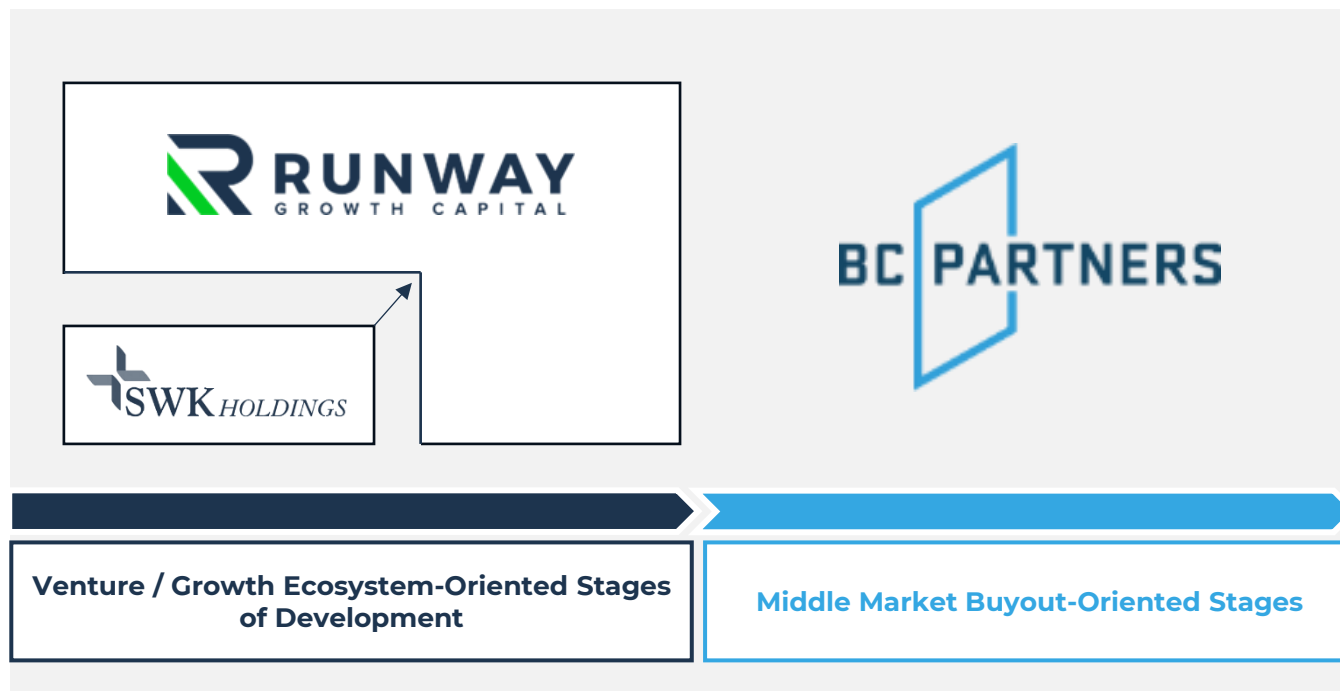 RUNWAY
GROWTH CAPITAL
BC PARTNERS
SWK HOLDINGS
Venture / Growth Ecosystem-Oriented Stages
of Development
Middle Market Buyout-Oriented Stages